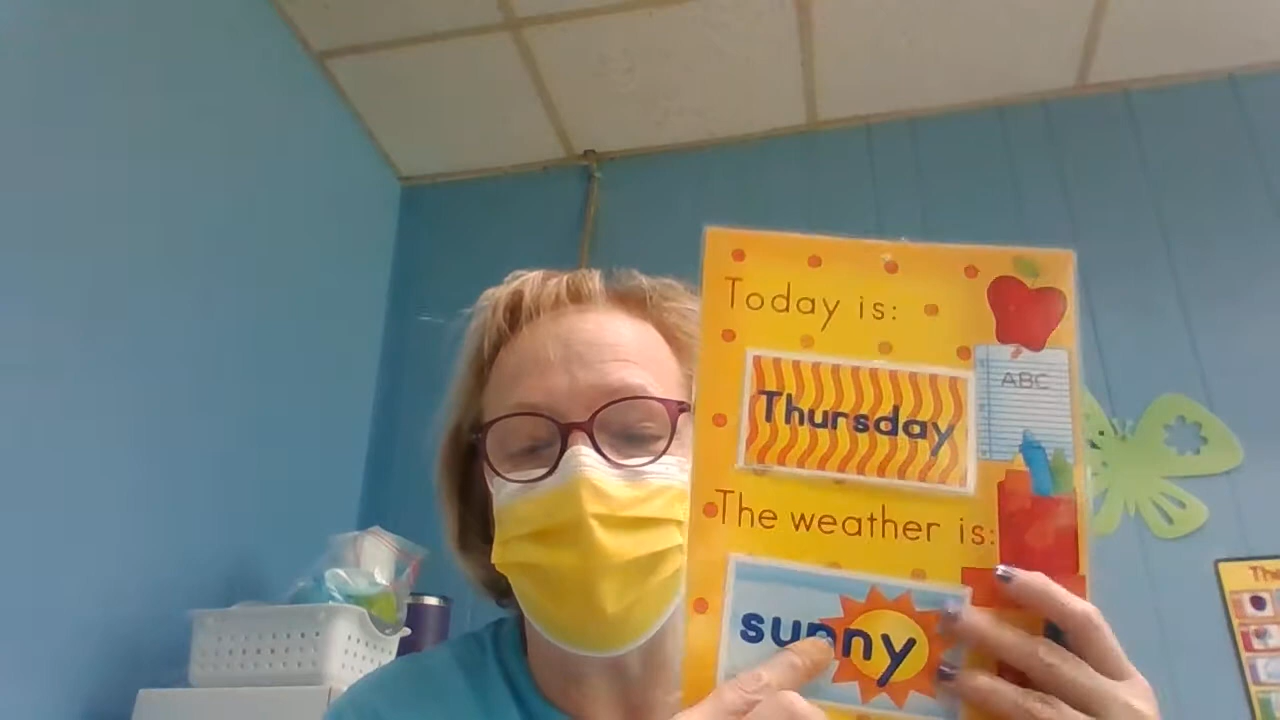 Today is:
ABC
Thursday
The weather is:
sunny